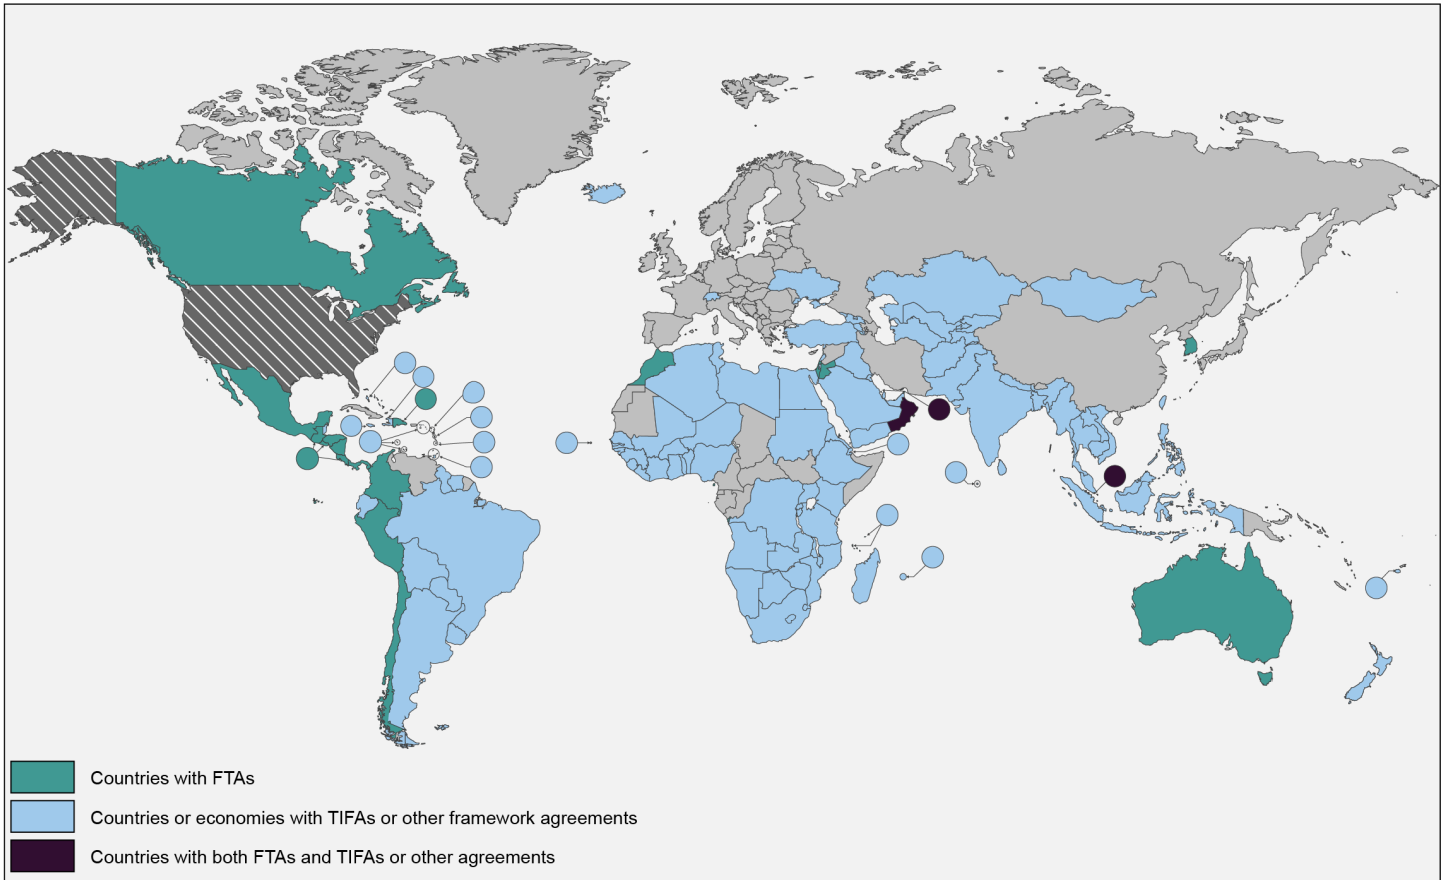 Countries with FTAs
Countries or economies with TIFAs or other framework agreements
Countries with both FTAs and TIFAs or other agreements